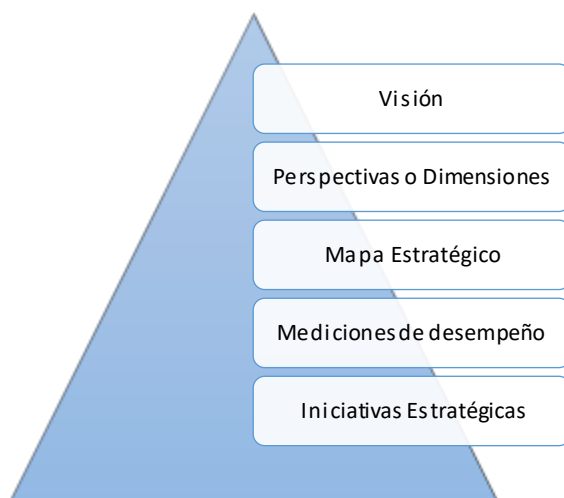 Visión
Perspectivas o Dimensiones
Mapa Estratégico
Mediciones de desempeño
Iniciativas Estratégicas